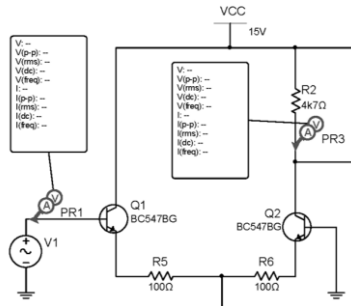 VCC
15V
V: --
V(p-p): --
V(rms): --
V(dc): --
V(freq): --
I: --
I(p-p): --
I(rms): --
I(dc): --
I(freq): --
V: --
V(p-p): --
V(rms): --
V(dc): --
V(freq): --
I: --
I(p-p): --
I(rms): --
I(dc): --
I(freq): --
R2
4k7Ω
V
A
PR3
V
A
PR1
Q1
BC547BG
Q2
BC547BG
V1
R5
100Ω
R6
100Ω